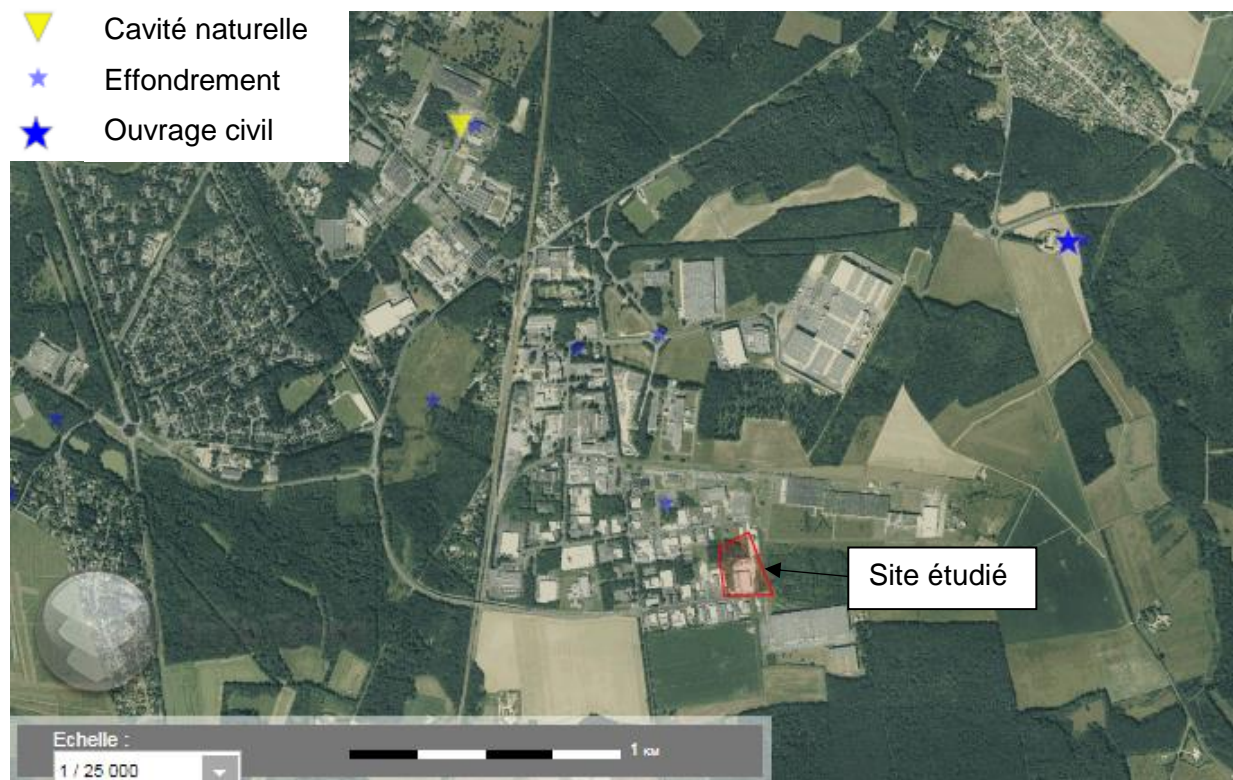 Cavité naturelle
Effondrement
Ouvrage civil
Site étudié
Echelle :
1 KM
1 / 25 000